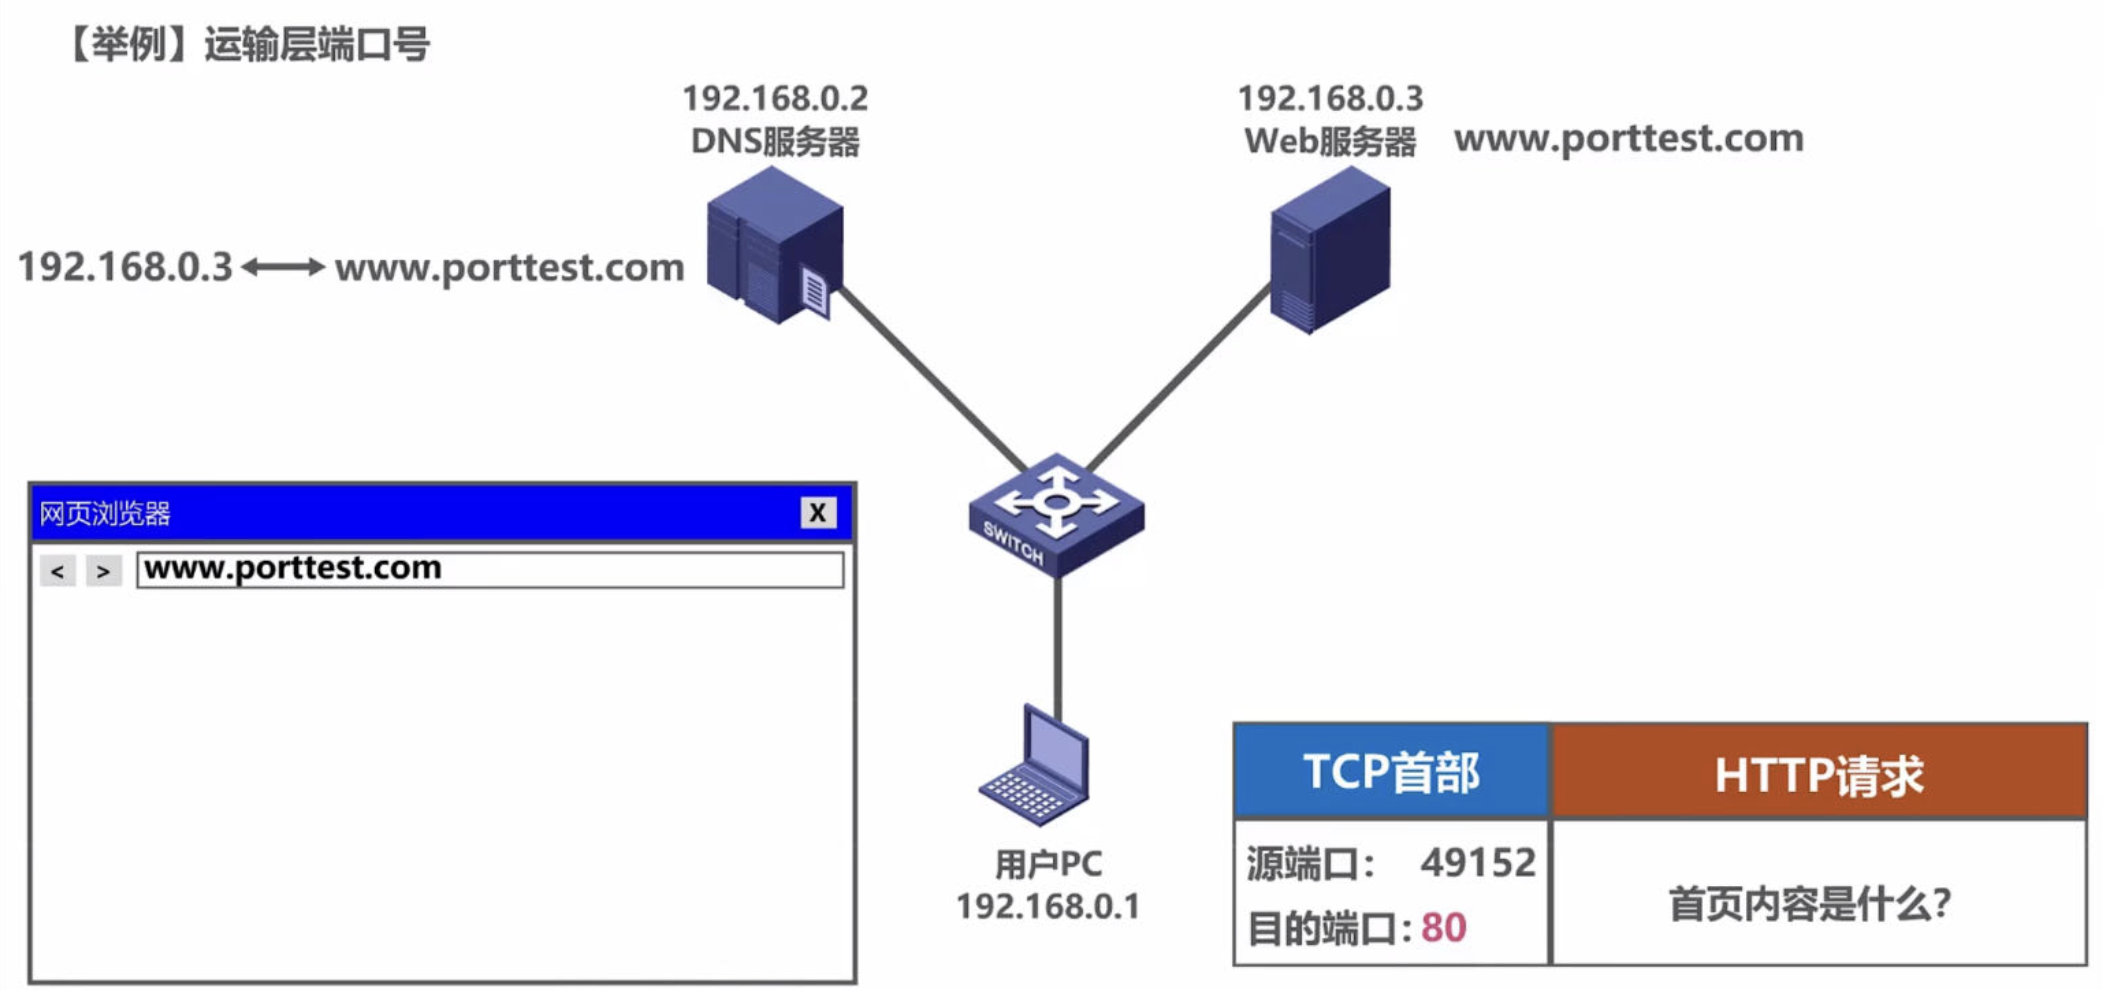 【举例】运输层端口号
192.168.0.2
DNS服务器
192.168.0.3
Web服务器
www.porttest.com
192.168.0.3
www.porttest.com
网页浏览器
X
< >
www.porttest.com
SWITCH
用户PC
192.168.0.1
TCP首部
HTTP请求
源端口： 49152
目的端口：80
首页内容是什么？